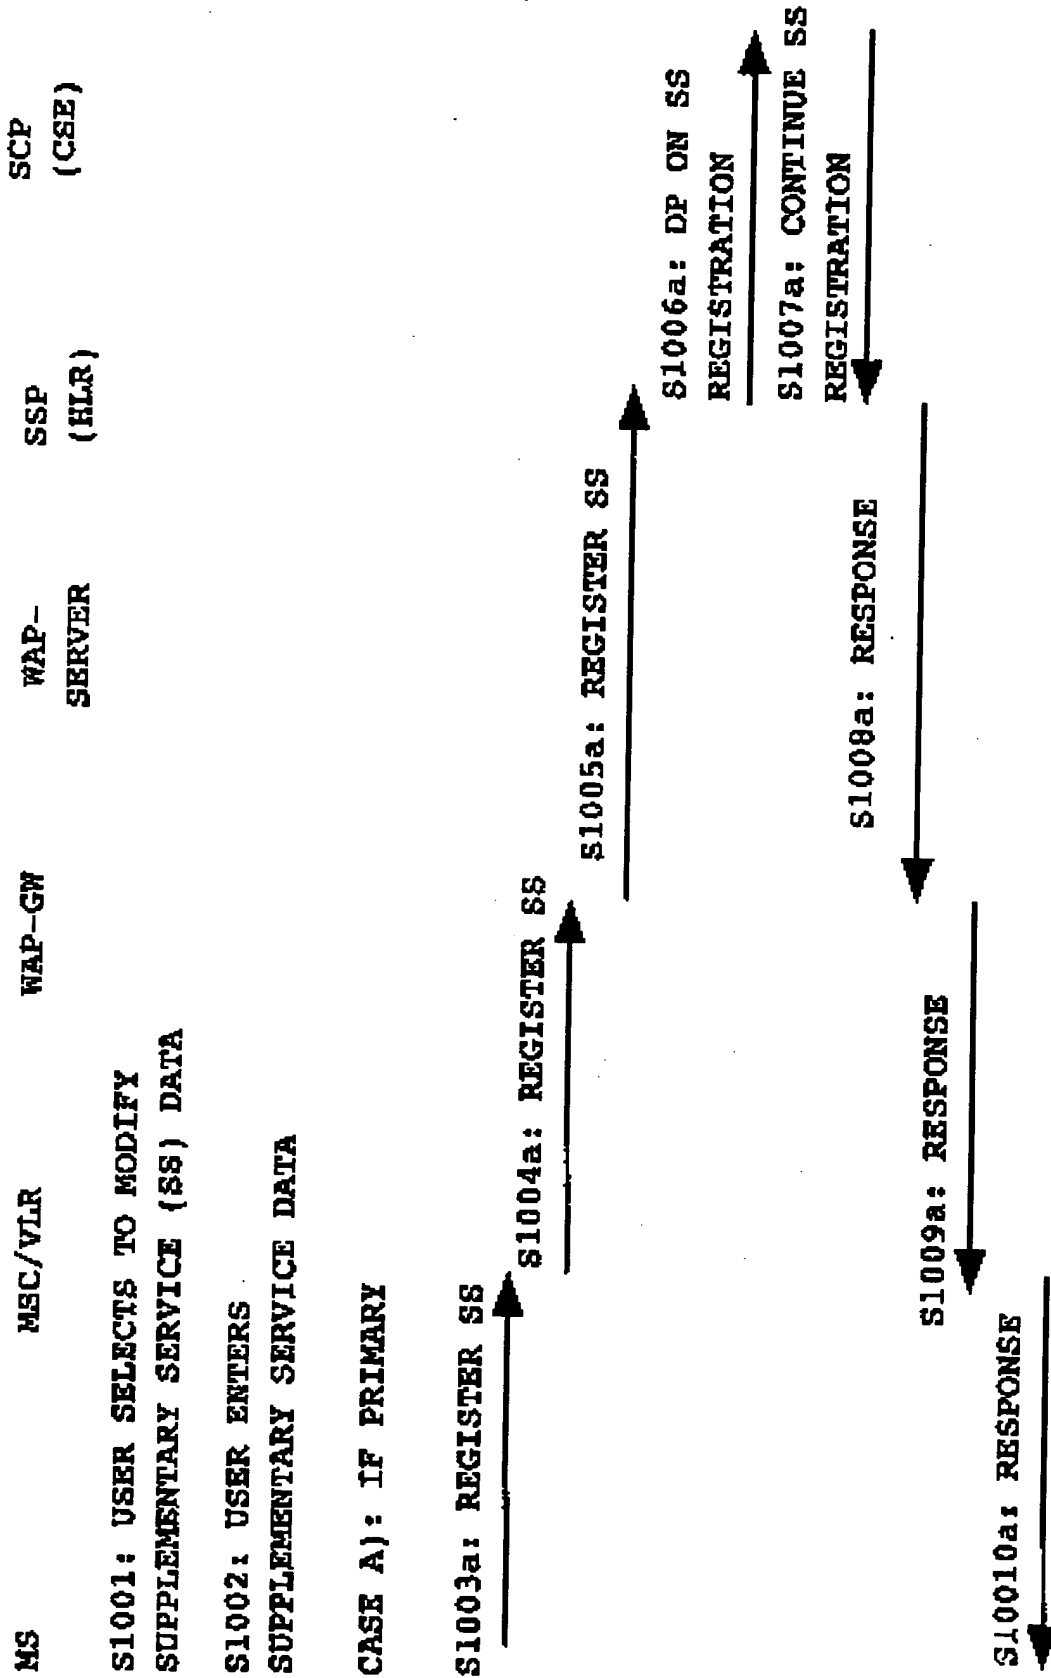 MS MSC/VLR WAP-GW WAP- SSP SCP
SERVER (HLR) (CSE)
S1001: USER SELECTS TO MODIFY
SUPPLEMENTARY SERVICE (SS) DATA
S1002: USER ENTERS
SUPPLEMENTARY SERVICE DATA
CASE A): IF PRIMARY
S1003a: REGISTER SS
S1004a: REGISTER SS
S1005a: REGISTER SS
S1006a: DP ON SS
REGISTRATION
S1007a: CONTINUE SS
REGISTRATION
S1008a: RESPONSE
S1009a: RESPONSE
S10010a: RESPONSE